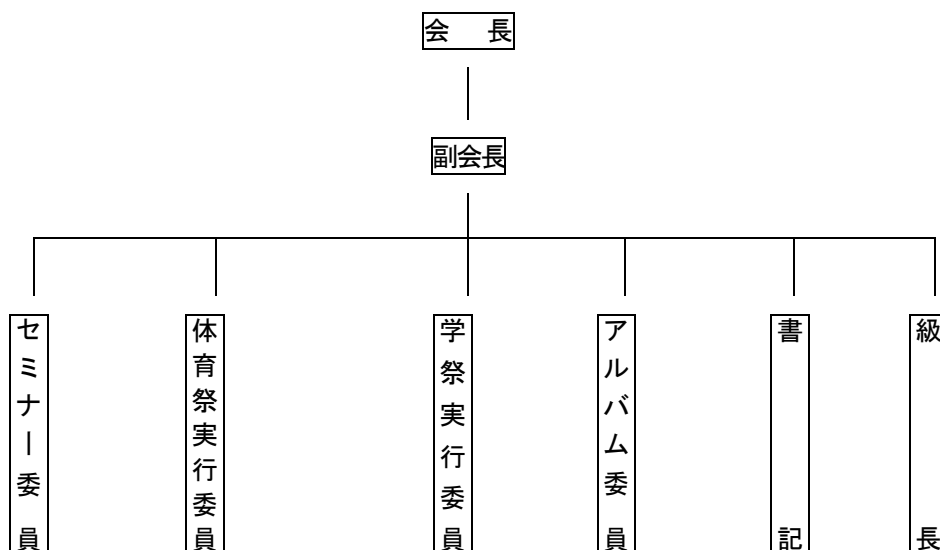 会　長
副会長
セミナー委員
体育祭実行委員
学祭実行委員
アルバム委員
書記
級長